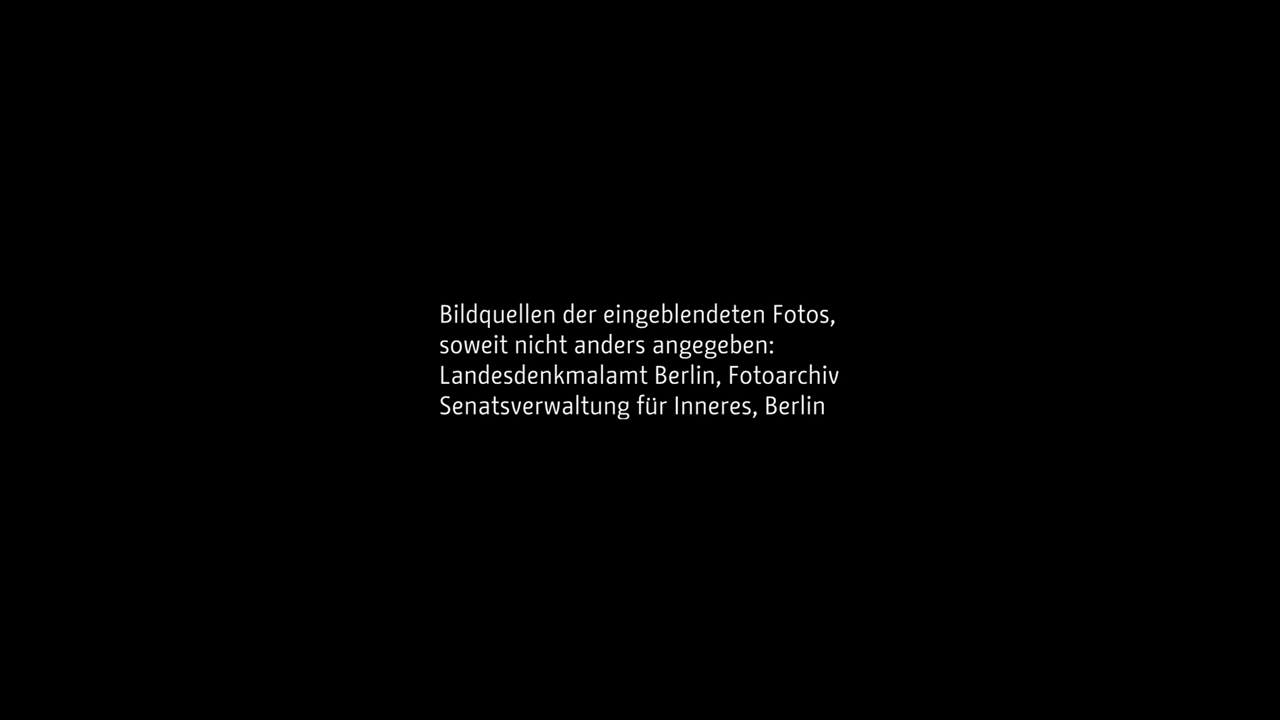 Bildquellen der eingeblendeten Fotos,
soweit nicht anders angegeben:
Landesdenkmalamt Berlin, Fotoarchiv
Senatsverwaltung für Inneres, Berlin